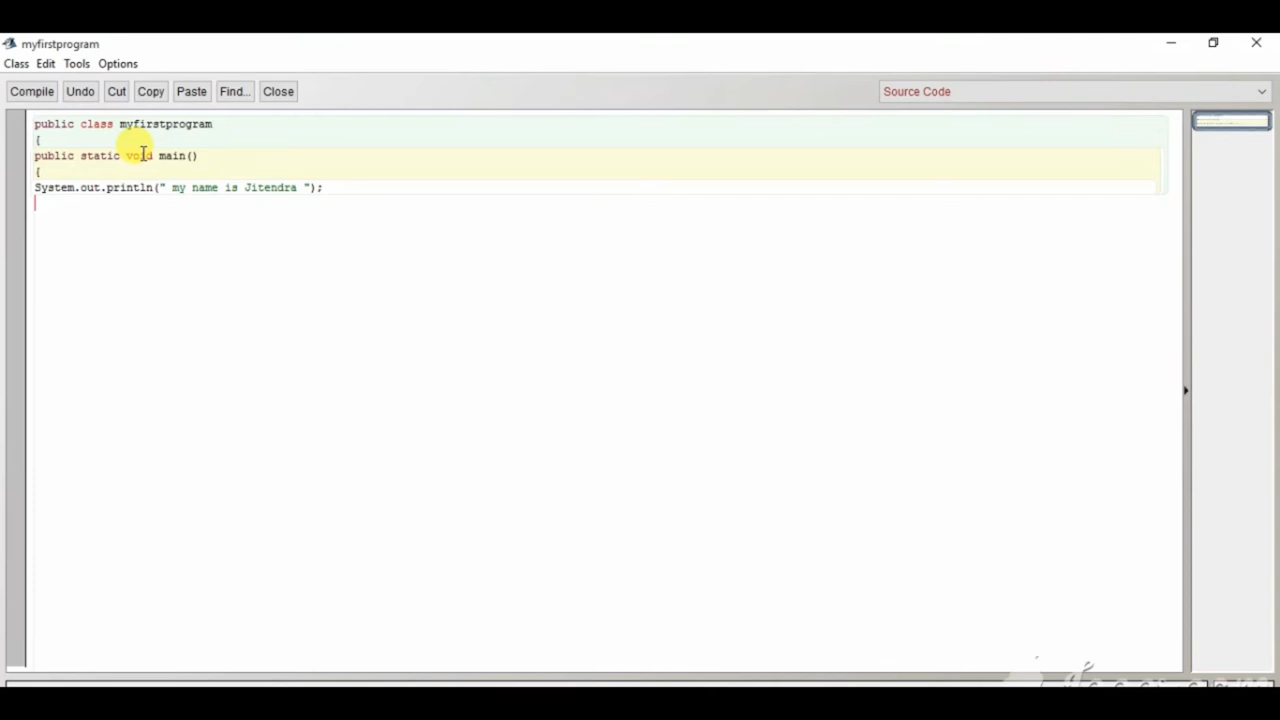 myfirstprogram
Class Edit Tools Options
Compile Undo Cut Copy Paste Find... Close Source Code
public class myfirstprogram
{
public static void main()
{
System.out.println(" my name is Jitendra ");